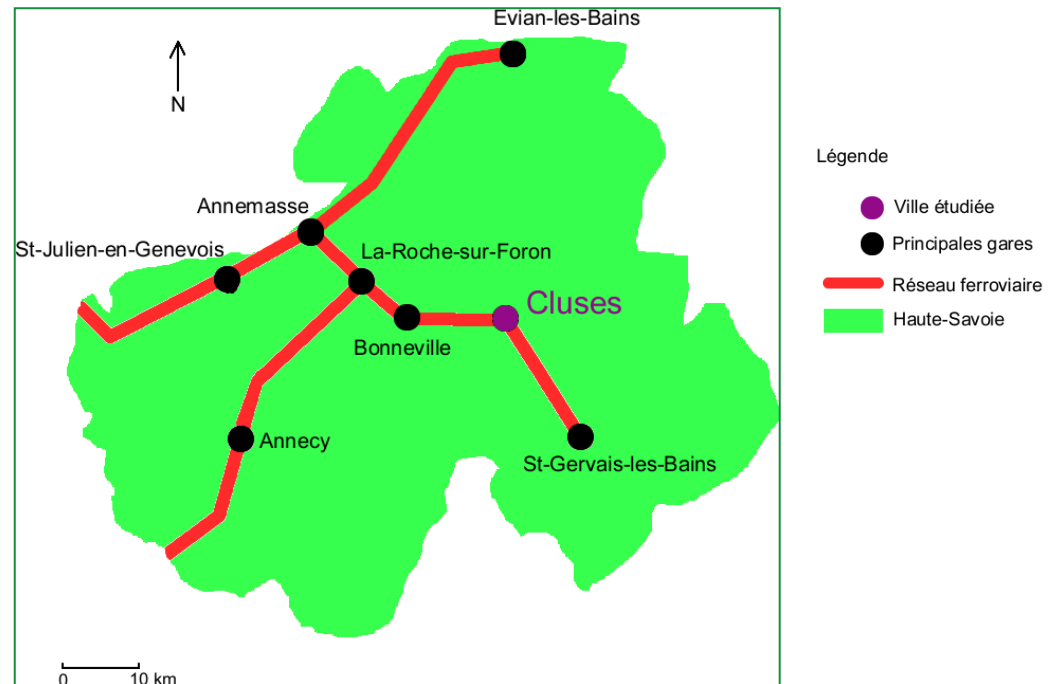 Evian-les-Bains
N
Légende
Annemasse
Ville étudiée
St-Julien-en-Genevois
La-Roche-sur-Foron
Principales gares
Réseau ferroviaire
Cluses
Haute-Savoie
Bonneville
Annecy
St-Gervais-les-Bains
0 10 km